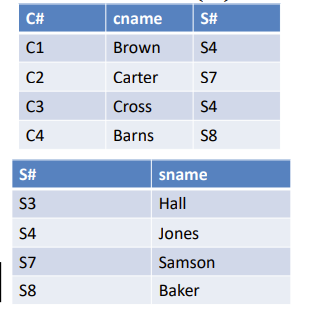 C# cname S#
C1 Brown S4
C2 Carter S7
C3 Cross S4
C4 Barns S8
S# sname
S3 Hall
S4 Jones
S7 Samson
S8 Baker